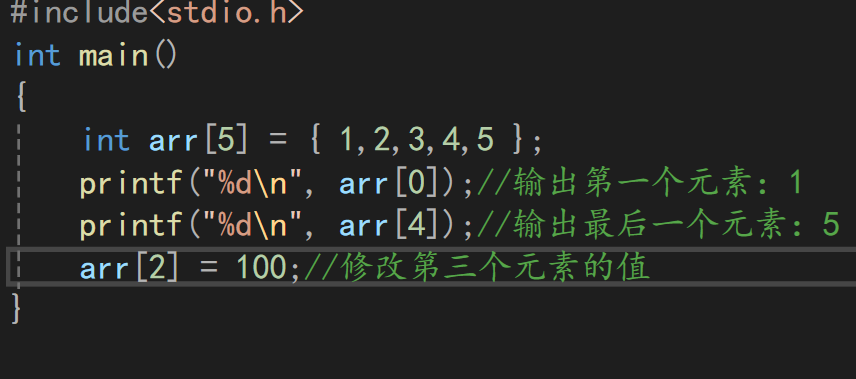 #include<stdio.h>
int main()
{
    int arr[5] = { 1,2,3,4,5 };
    printf("%d\n", arr[0]);//输出第一个元素：1
    printf("%d\n", arr[4]);//输出最后一个元素：5
    arr[2] = 100;//修改第三个元素的值
}